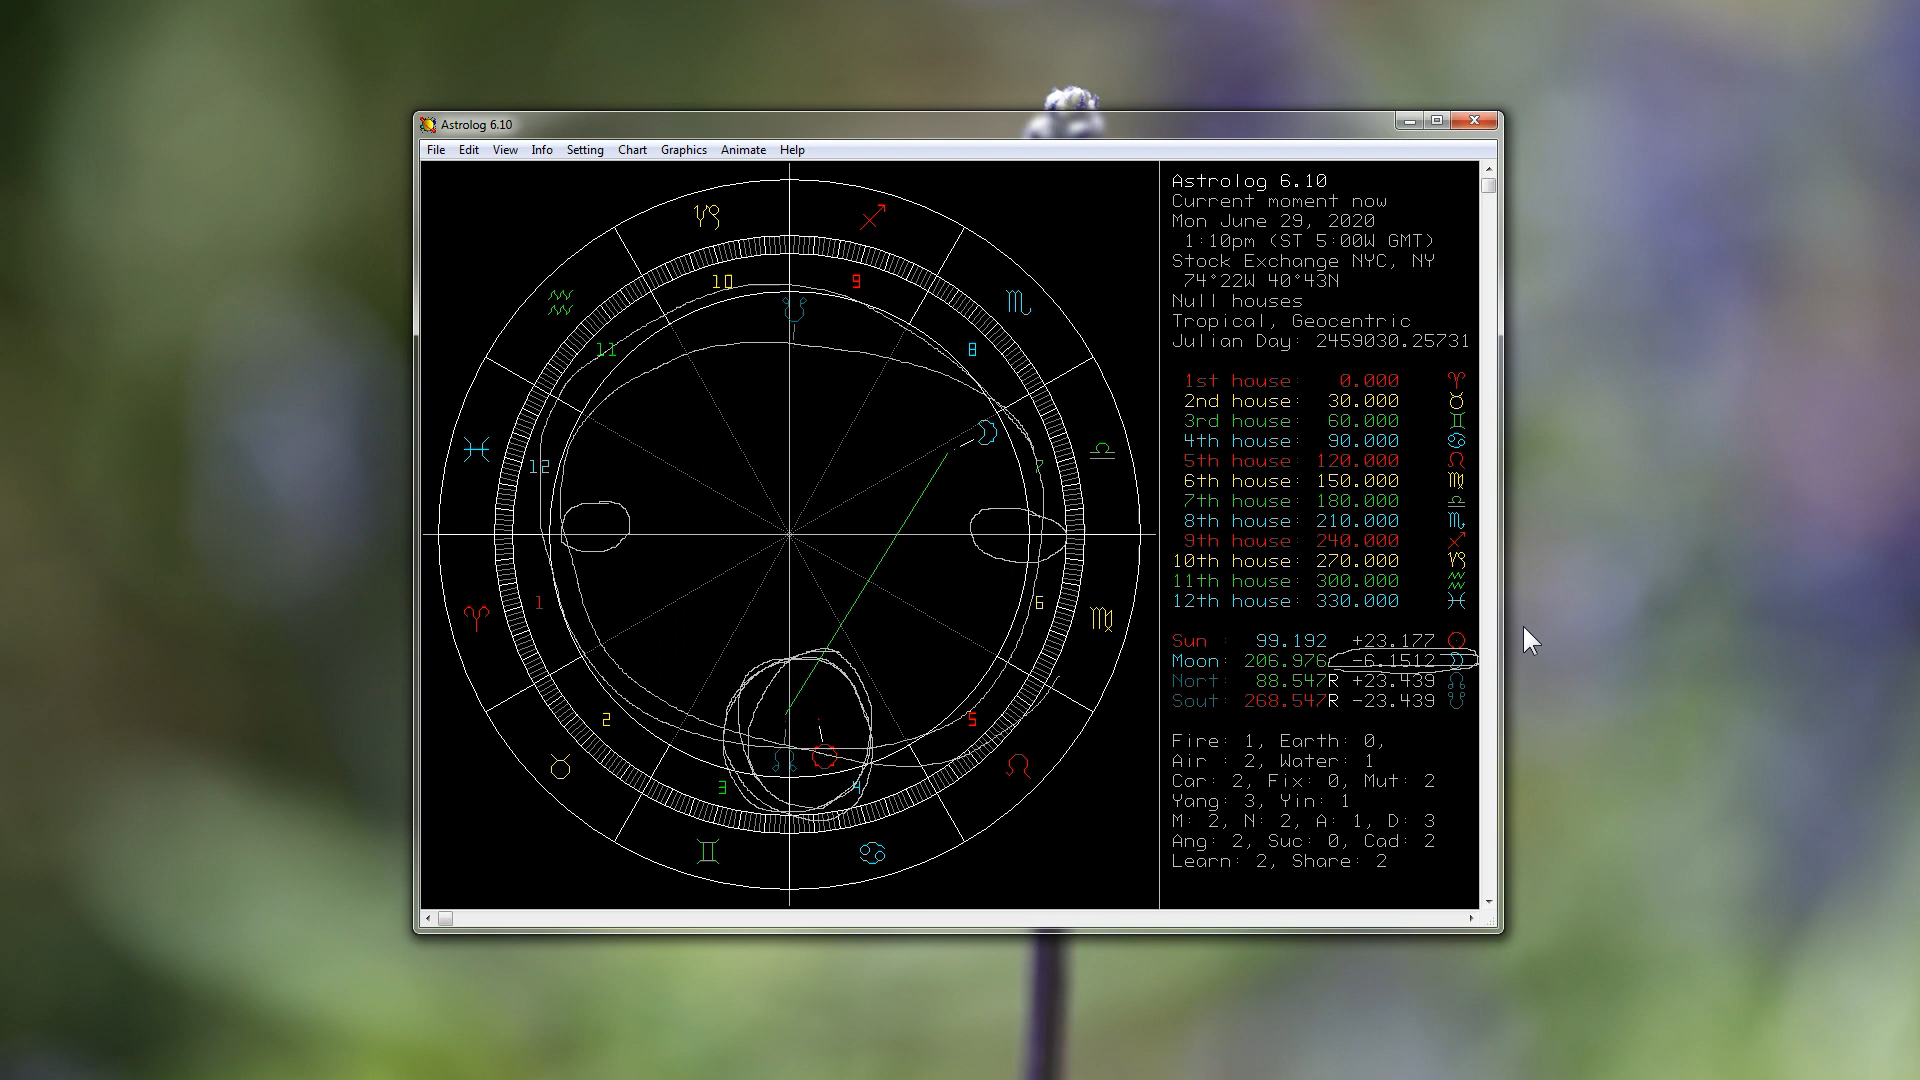 Astrolog 6.10
File Edit View Info Setting Chart Graphics Animate Help
10
9
11
8
12
7
1
6
2
5
3
4
Astrolog 6.10
Current moment now
Mon June 29, 2020
1:10pm (ST 5:00W GMT)
Stock Exchange NYC, NY
74°22W 40°43N
Null houses
Tropical, Geocentric
Julian Day: 2459030.25731
1st house: 0.000 ♈
2nd house: 30.000 ♉
3rd house: 60.000 ♊
4th house: 90.000 ♋
5th house: 120.000 ♌
6th house: 150.000 ♍
7th house: 180.000 ♎
8th house: 210.000 ♏
9th house: 240.000 ♐
10th house: 270.000 ♑
11th house: 300.000 ♒
12th house: 330.000 ♓
Sun : 99.192 +23.177 ☉
Moon: 206.976 -6.1512 ☽
Nort: 88.547R +23.439 ☊
Sout: 268.547R -23.439 ☋
Fire: 1, Earth: 0,
Air : 2, Water: 1
Car: 2, Fix: 0, Mut: 2
Yang: 3, Yin: 1
M: 2, N: 2, A: 1, D: 3
Ang: 2, Suc: 0, Cad: 2
Learn: 2, Share: 2